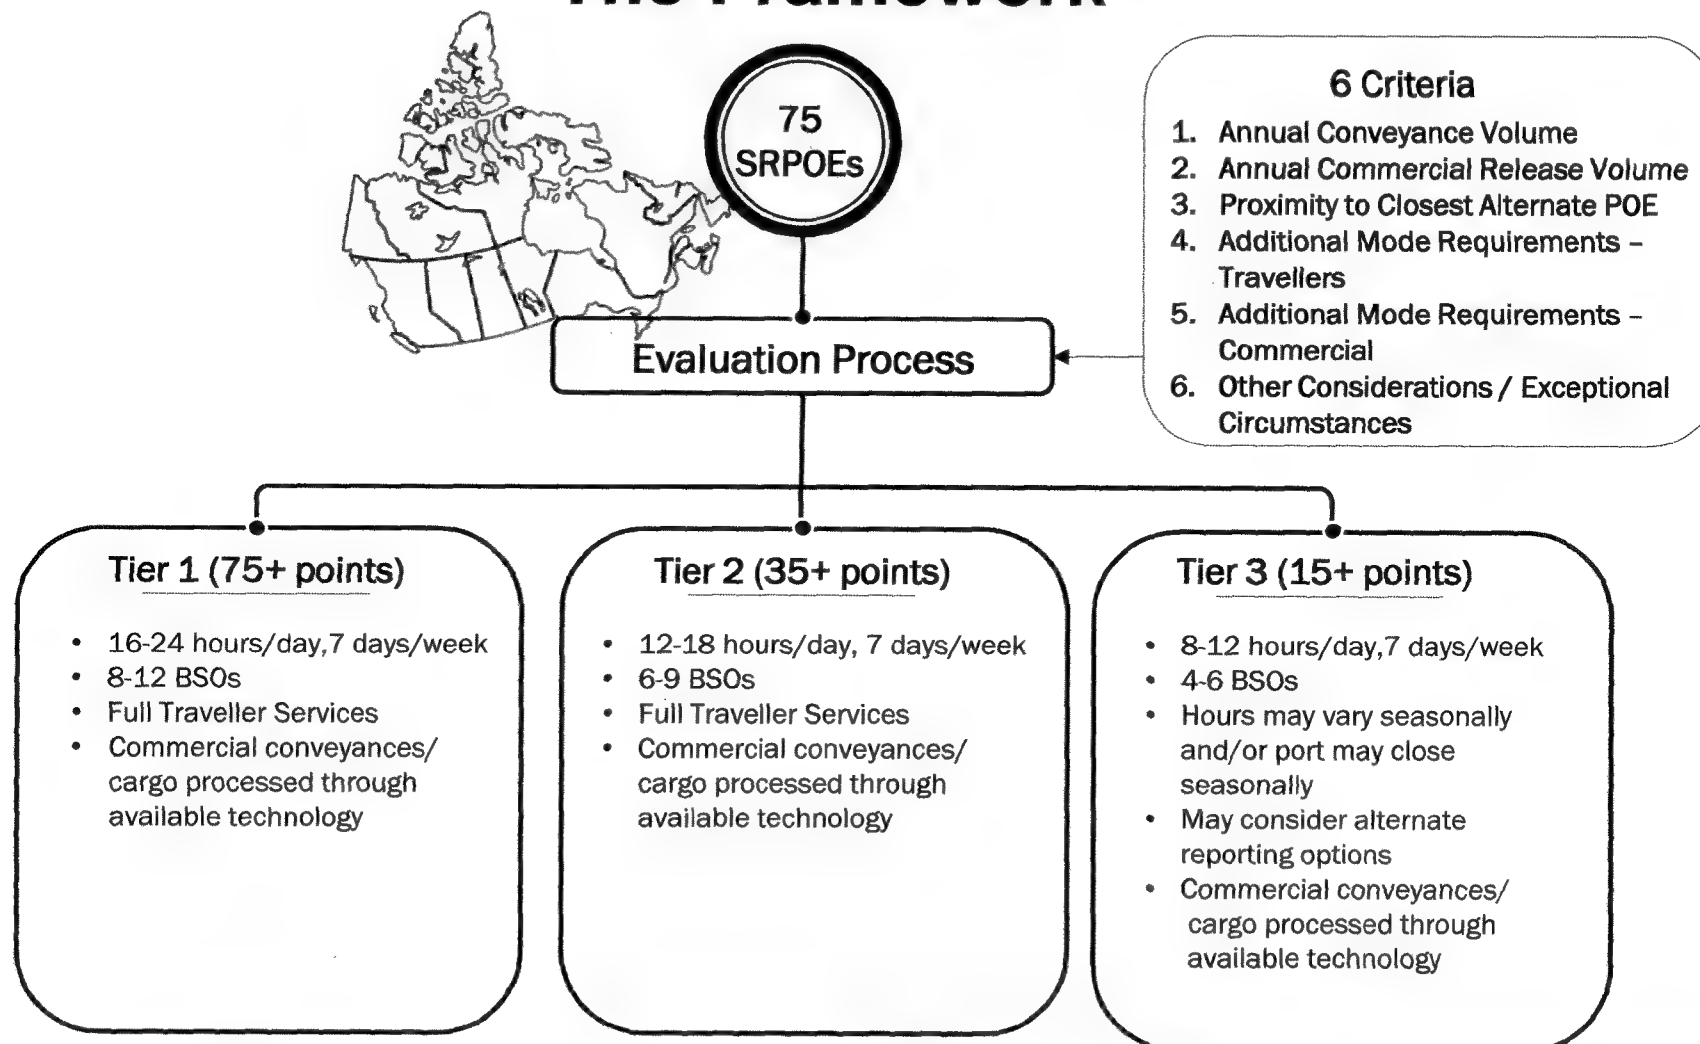 The Framework
75
SRPOEs
6 Criteria
1. Annual Conveyance Volume
2. Annual Commercial Release Volume
3. Proximity to Closest Alternate POE
4. Additional Mode Requirements –
Travellers
5. Additional Mode Requirements –
Commercial
6. Other Considerations / Exceptional
Circumstances
Evaluation Process
Tier 1 (75+ points)
• 16-24 hours/day,7 days/week
• 8-12 BSOs
• Full Traveller Services
• Commercial conveyances/
cargo processed through
available technology
Tier 2 (35+ points)
• 12-18 hours/day, 7 days/week
• 6-9 BSOs
• Full Traveller Services
• Commercial conveyances/
cargo processed through
available technology
Tier 3 (15+ points)
• 8-12 hours/day,7 days/week
• 4-6 BSOs
• Hours may vary seasonally
and/or port may close
seasonally
• May consider alternate
reporting options
• Commercial conveyances/
cargo processed through
available technology